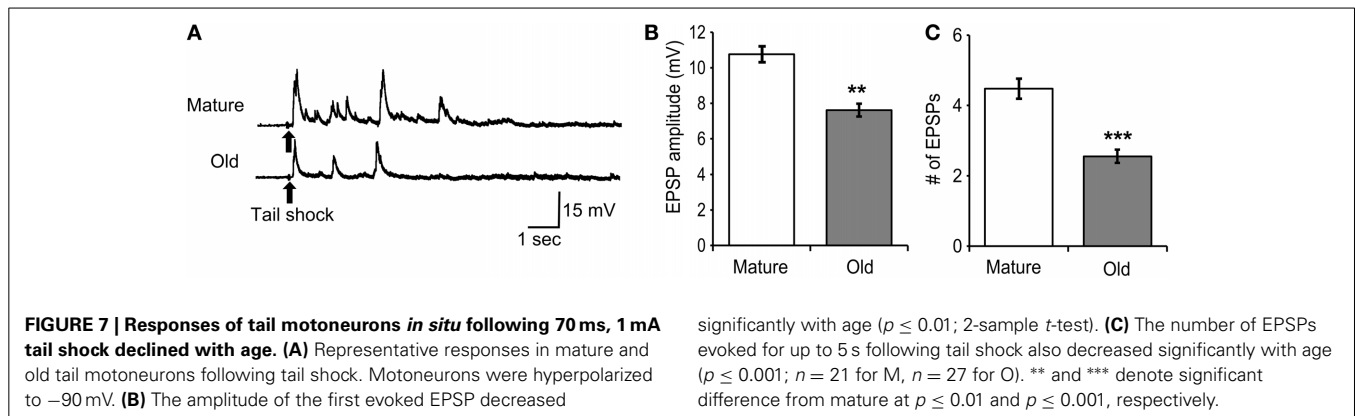 A
Mature
Old
Tail shock
15 mV
1 sec
B
EPSP amplitude (mV)
12
10
8
6
4
2
0
**
Mature
Old
C
# of EPSPs
6
4
2
0
***
Mature
Old
FIGURE 7 | Responses of tail motoneurons in situ following 70 ms, 1 mA
tail shock declined with age. (A) Representative responses in mature and
old tail motoneurons following tail shock. Motoneurons were hyperpolarized
to −90 mV. (B) The amplitude of the first evoked EPSP decreased
significantly with age (p ≤ 0.01; 2-sample t-test). (C) The number of EPSPs
evoked for up to 5 s following tail shock also decreased significantly with age
(p ≤ 0.001; n = 21 for M, n = 27 for O). ** and *** denote significant
difference from mature at p ≤ 0.01 and p ≤ 0.001, respectively.